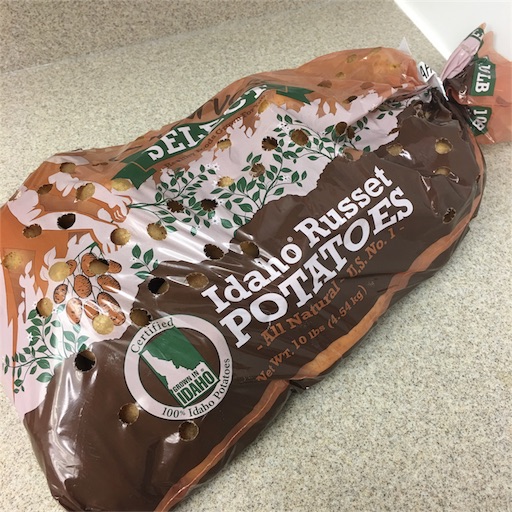 SELECT
Idaho® Russet
POTATOES
- All Natural - U.S. No. 1 -
Net WT. 10 lbs (4.54 kg)
Certified
GROWN IN
IDAHO®
100% Idaho Potatoes